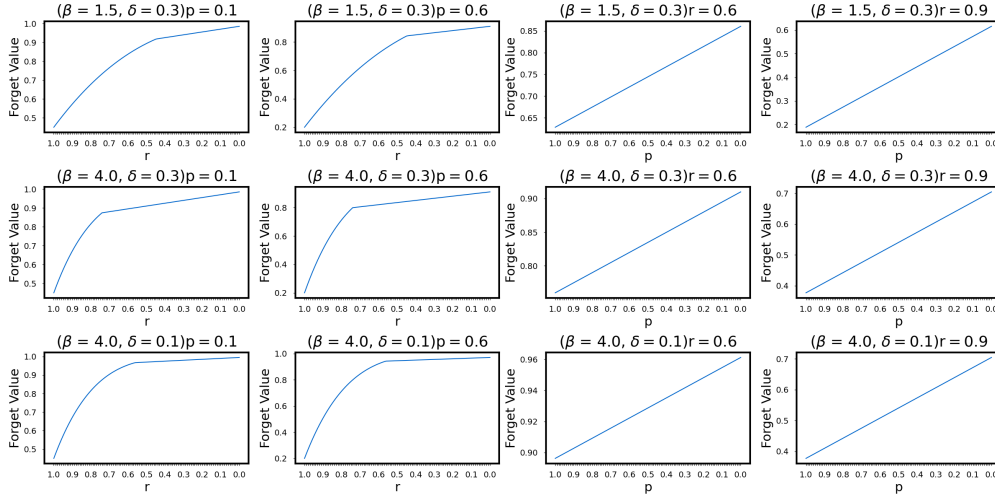 (β = 1.5, δ = 0.3)p = 0.1
Forget Value
1.0
0.9
0.8
0.7
0.6
0.5
1.0 0.9 0.8 0.7 0.6 0.5 0.4 0.3 0.2 0.1 0.0
r
(β = 1.5, δ = 0.3)p = 0.6
Forget Value
1.0
0.8
0.6
0.4
0.2
1.0 0.9 0.8 0.7 0.6 0.5 0.4 0.3 0.2 0.1 0.0
r
(β = 1.5, δ = 0.3)r = 0.6
Forget Value
0.85
0.80
0.75
0.70
0.65
1.0 0.9 0.8 0.7 0.6 0.5 0.4 0.3 0.2 0.1 0.0
p
(β = 1.5, δ = 0.3)r = 0.9
Forget Value
0.6
0.5
0.4
0.3
0.2
1.0 0.9 0.8 0.7 0.6 0.5 0.4 0.3 0.2 0.1 0.0
p
(β = 4.0, δ = 0.3)p = 0.1
Forget Value
1.0
0.9
0.8
0.7
0.6
0.5
1.0 0.9 0.8 0.7 0.6 0.5 0.4 0.3 0.2 0.1 0.0
r
(β = 4.0, δ = 0.3)p = 0.6
Forget Value
0.8
0.6
0.4
0.2
1.0 0.9 0.8 0.7 0.6 0.5 0.4 0.3 0.2 0.1 0.0
r
(β = 4.0, δ = 0.3)r = 0.6
Forget Value
0.90
0.85
0.80
1.0 0.9 0.8 0.7 0.6 0.5 0.4 0.3 0.2 0.1 0.0
p
(β = 4.0, δ = 0.3)r = 0.9
Forget Value
0.7
0.6
0.5
0.4
1.0 0.9 0.8 0.7 0.6 0.5 0.4 0.3 0.2 0.1 0.0
p
(β = 4.0, δ = 0.1)p = 0.1
Forget Value
1.0
0.9
0.8
0.7
0.6
0.5
1.0 0.9 0.8 0.7 0.6 0.5 0.4 0.3 0.2 0.1 0.0
r
(β = 4.0, δ = 0.1)p = 0.6
Forget Value
1.0
0.8
0.6
0.4
0.2
1.0 0.9 0.8 0.7 0.6 0.5 0.4 0.3 0.2 0.1 0.0
r
(β = 4.0, δ = 0.1)r = 0.6
Forget Value
0.96
0.94
0.92
0.90
1.0 0.9 0.8 0.7 0.6 0.5 0.4 0.3 0.2 0.1 0.0
p
(β = 4.0, δ = 0.1)r = 0.9
Forget Value
0.7
0.6
0.5
0.4
1.0 0.9 0.8 0.7 0.6 0.5 0.4 0.3 0.2 0.1 0.0
p